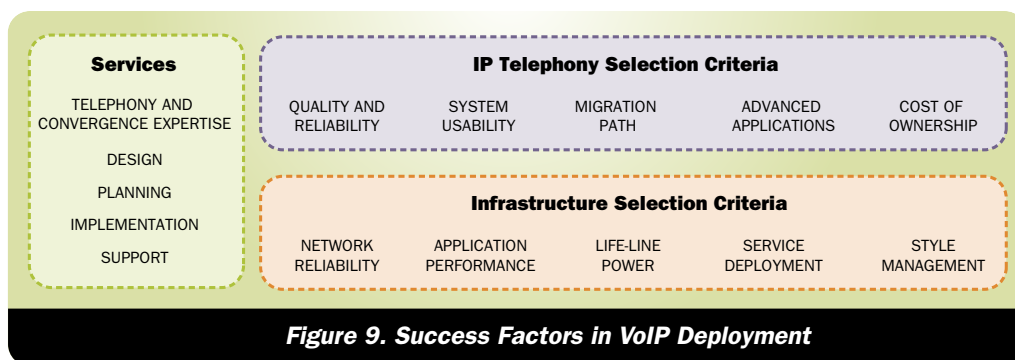 Services
TELEPHONY AND
CONVERGENCE EXPERTISE
DESIGN
PLANNING
IMPLEMENTATION
SUPPORT
IP Telephony Selection Criteria
QUALITY AND
RELIABILITY
SYSTEM
USABILITY
MIGRATION
PATH
ADVANCED
APPLICATIONS
COST OF
OWNERSHIP
Infrastructure Selection Criteria
NETWORK
RELIABILITY
APPLICATION
PERFORMANCE
LIFE-LINE
POWER
SERVICE
DEPLOYMENT
STYLE
MANAGEMENT
Figure 9. Success Factors in VoIP Deployment